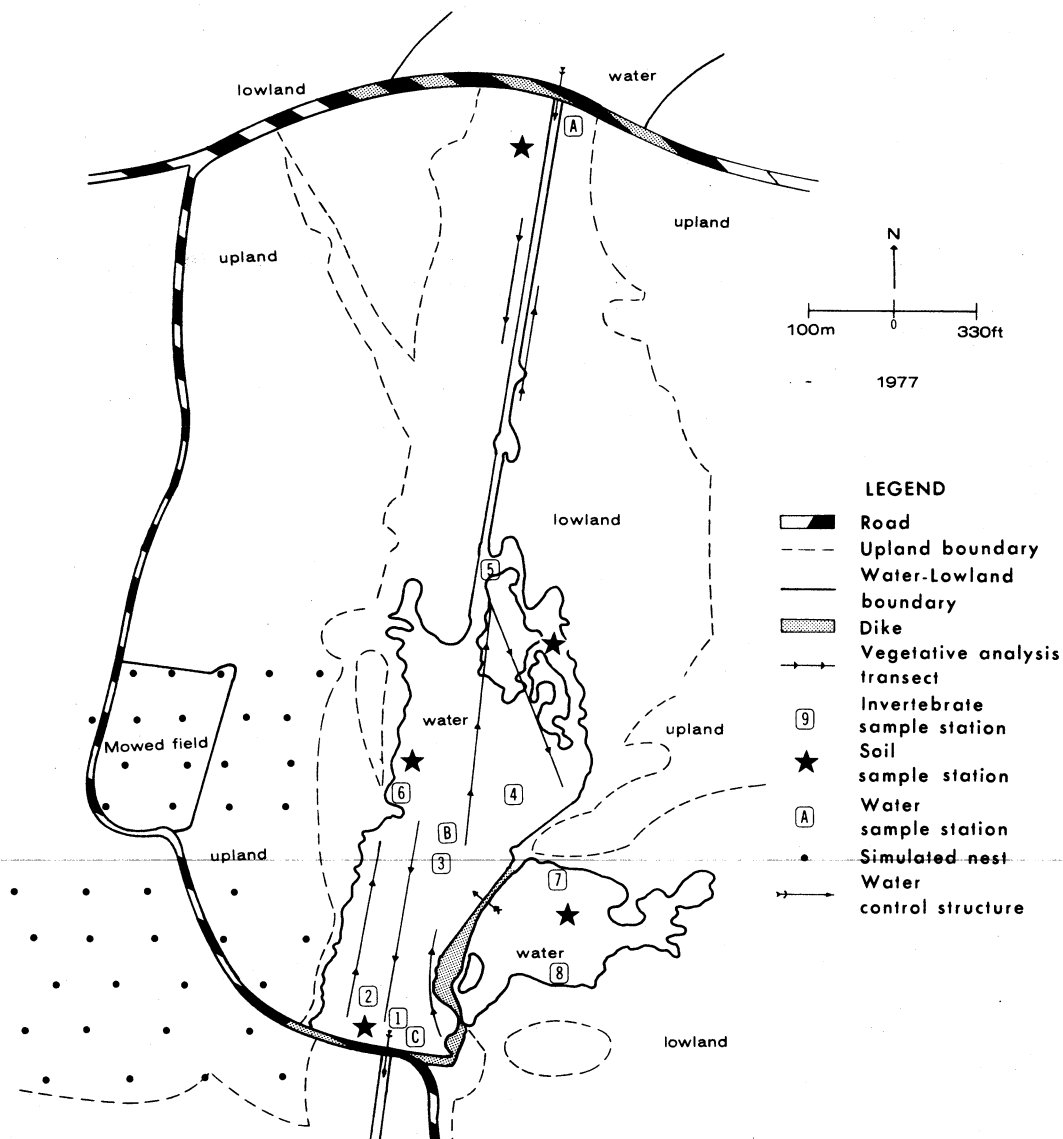 lowland
water
A
upland
upland
N
100m
0
330ft
1977
LEGEND
Road
Upland boundary
Water-Lowland
boundary
Dike
Vegetative analysis
transect
9
Invertebrate
sample station
Soil
sample station
A
Water
sample station
Simulated nest
Water
control structure
lowland
5
water
upland
Mowed field
6
4
B
3
upland
7
water
8
2
1
C
lowland